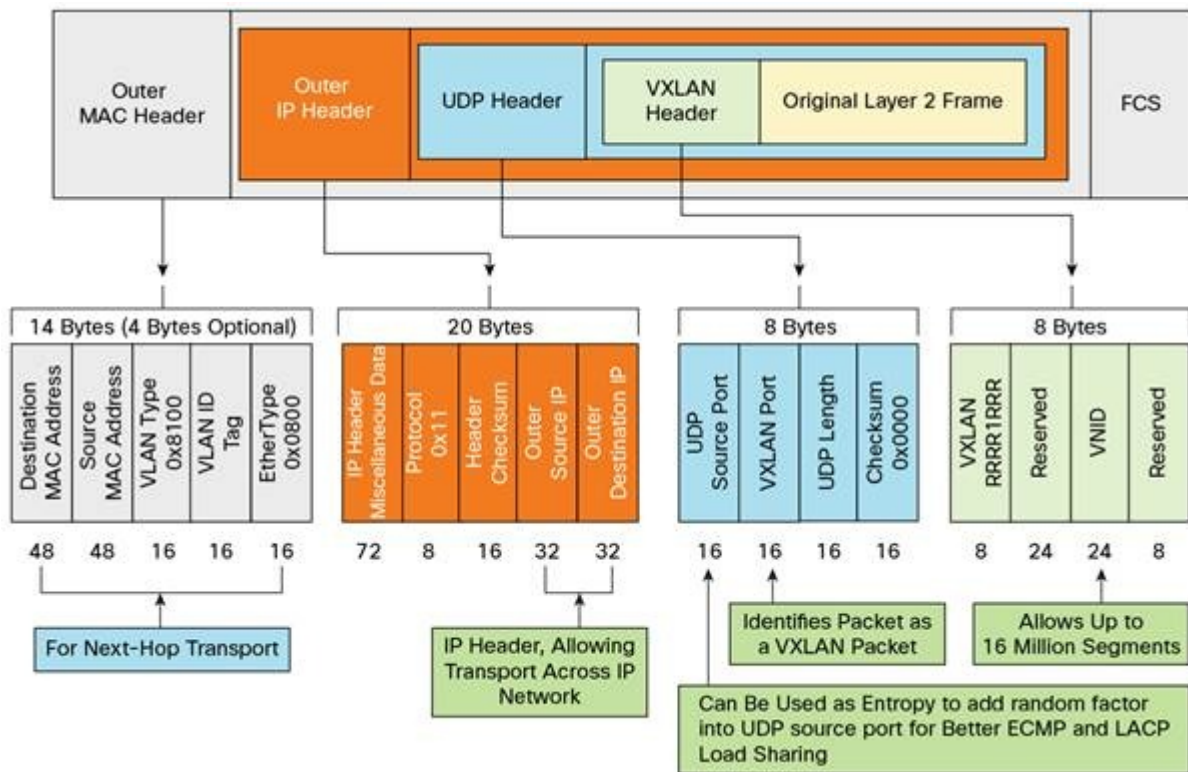 Outer
MAC Header
Outer
IP Header
UDP Header
VXLAN
Header
Original Layer 2 Frame
FCS
14 Bytes (4 Bytes Optional)
20 Bytes
8 Bytes
8 Bytes
Destination
MAC Address
Source
MAC Address
VLAN Type
0x8100
VLAN ID
Tag
EtherType
0x0800
IP Header
Miscellaneous Data
Protocol
0x11
Header
Checksum
Outer
Source IP
Outer
Destination IP
UDP
Source Port
VXLAN Port
UDP Length
Checksum
0x0000
VXLAN
RRRR1RRR
Reserved
VNID
Reserved
48 48 16 16 16
72 8 16 32 32
16 16 16 16
8 24 24 8
For Next-Hop Transport
IP Header, Allowing
Transport Across IP
Network
Identifies Packet as
a VXLAN Packet
Allows Up to
16 Million Segments
Can Be Used as Entropy to add random factor
into UDP source port for Better ECMP and LACP
Load Sharing